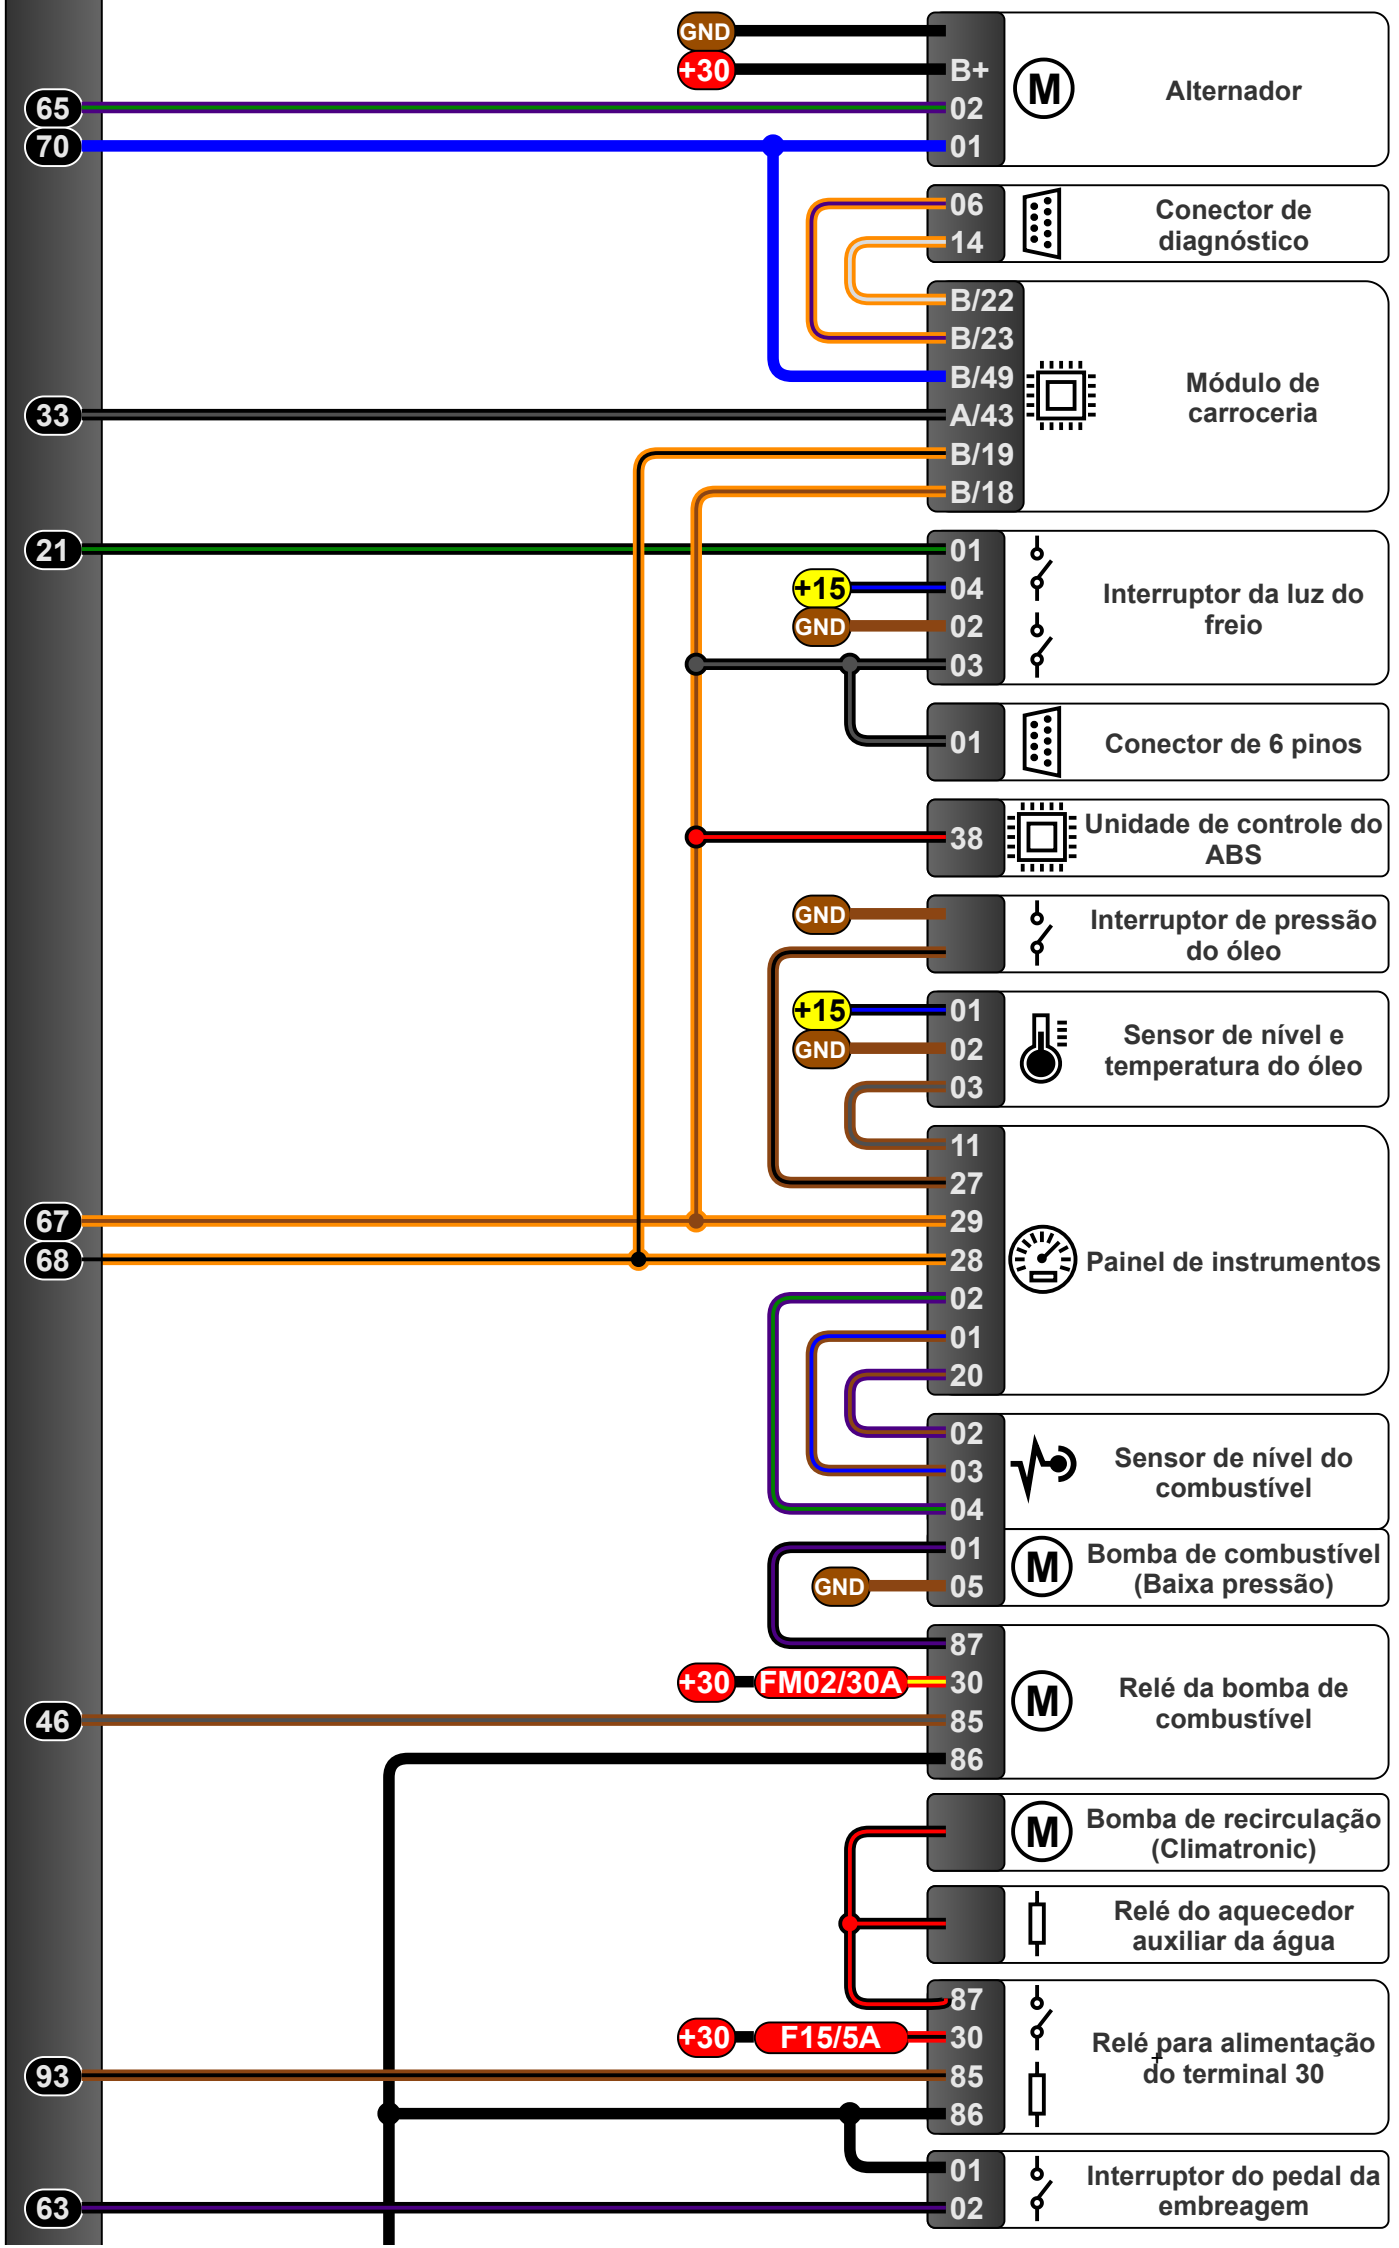 GND
+30
B+
02
01
Alternador
65
70
06
14
Conector de
diagnóstico
B/22
B/23
B/49
A/43
B/19
B/18
Módulo de
carroceria
33
21
01
+15
04
GND
02
03
Interruptor da luz do
freio
01
Conector de 6 pinos
38
Unidade de controle do
ABS
GND
Interruptor de pressão
do óleo
+15
01
GND
02
03
Sensor de nível e
temperatura do óleo
11
27
67
29
68
28
02
01
20
Painel de instrumentos
02
03
04
Sensor de nível do
combustível
01
GND
05
Bomba de combustível
(Baixa pressão)
87
+30
FM02/30A
30
46
85
86
Relé da bomba de
combustível
Bomba de recirculação
(Climatronic)
Relé do aquecedor
auxiliar da água
87
+30
F15/5A
30
93
85
86
Relé para alimentação
do terminal 30
01
63
02
Interruptor do pedal da
embreagem
M
M
M
M